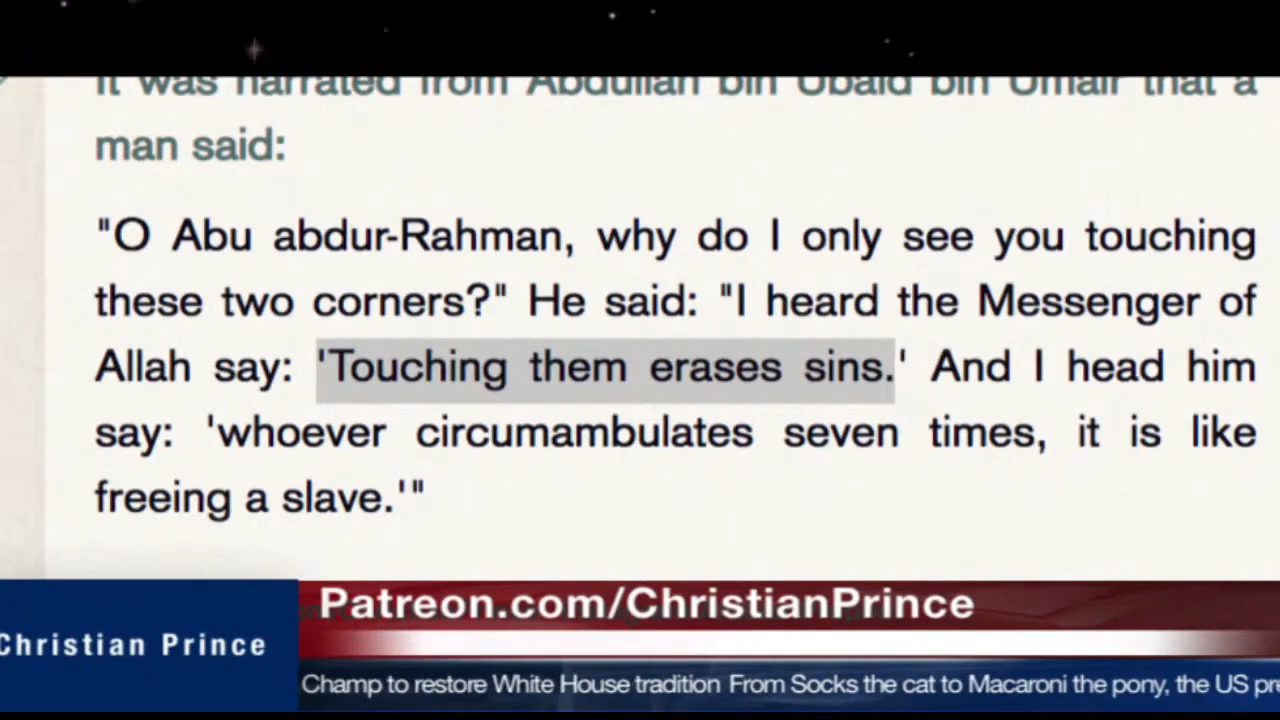 It was narrated from Abdullah bin Ubaid bin Umair that a
man said:
"O Abu abdur-Rahman, why do I only see you touching
these two corners?" He said: "I heard the Messenger of
Allah say: 'Touching them erases sins.' And I head him
say: 'whoever circumambulates seven times, it is like
freeing a slave.'"
Patreon.com/ChristianPrince
Christian Prince
Champ to restore White House tradition From Socks the cat to Macaroni the pony, the US pre